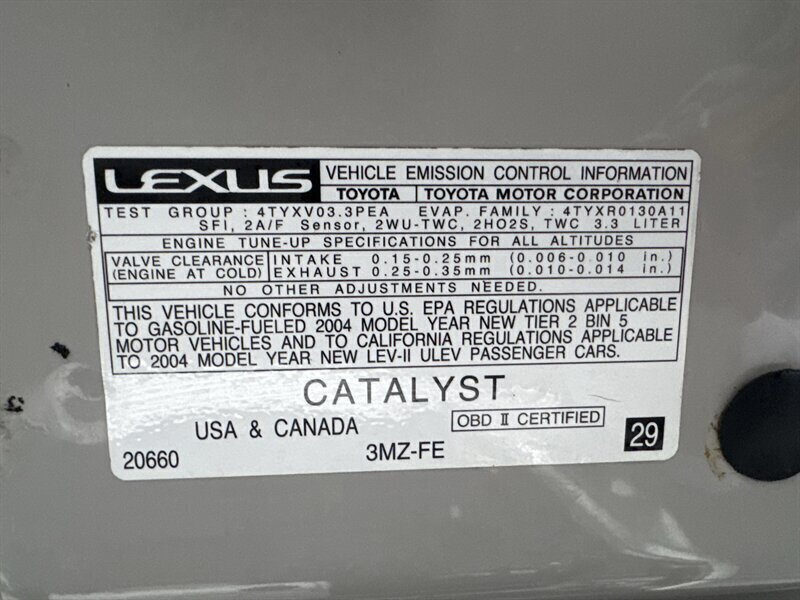 LEXUS
VEHICLE EMISSION CONTROL INFORMATION
TOYOTA TOYOTA MOTOR CORPORATION
TEST GROUP : 4TYXV03.3PEA EVAP. FAMILY : 4TYXR0130A11
SFI, 2A/F Sensor, 2WU-TWC, 2HO2S, TWC 3.3 LITER
ENGINE TUNE-UP SPECIFICATIONS FOR ALL ALTITUDES
VALVE CLEARANCE INTAKE 0.15-0.25mm (0.006-0.010 in.)
(ENGINE AT COLD) EXHAUST 0.25-0.35mm (0.010-0.014 in.)
NO OTHER ADJUSTMENTS NEEDED.
THIS VEHICLE CONFORMS TO U.S. EPA REGULATIONS APPLICABLE
TO GASOLINE-FUELED 2004 MODEL YEAR NEW TIER 2 BIN 5
MOTOR VEHICLES AND TO CALIFORNIA REGULATIONS APPLICABLE
TO 2004 MODEL YEAR NEW LEV-II ULEV PASSENGER CARS.
CATALYST
USA & CANADA OBD II CERTIFIED
20660 3MZ-FE 29